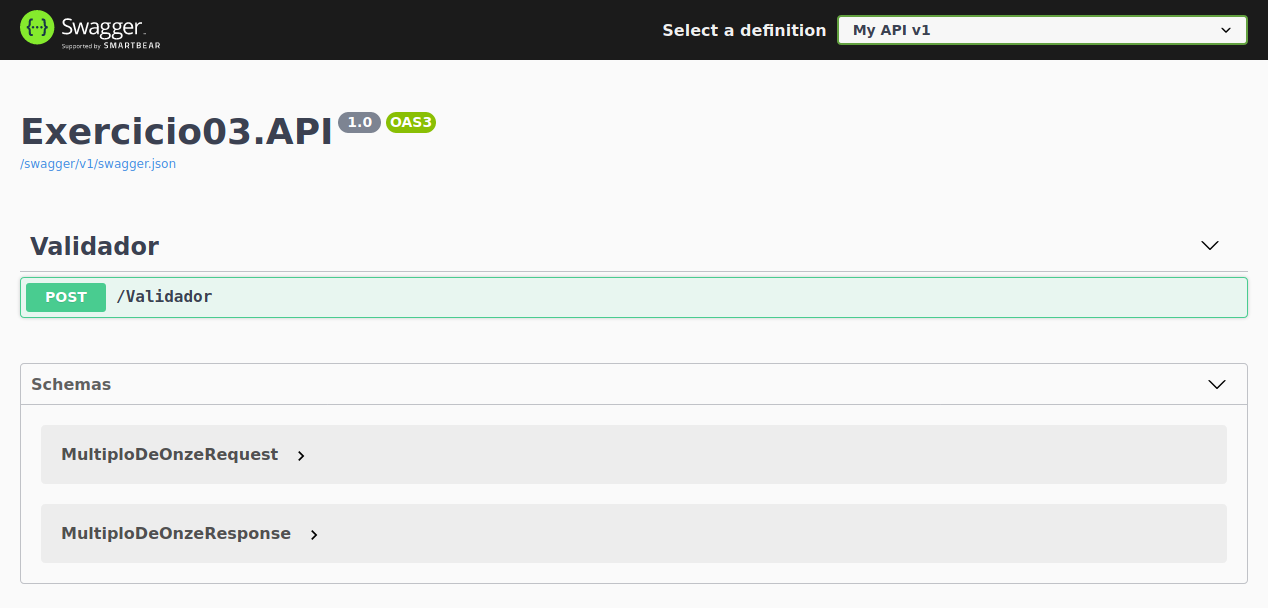 Swagger
Supported by SMARTBEAR
Select a definition
My API v1
Exercicio03.API 1.0 OAS3
/swagger/v1/swagger.json
Validador
POST /Validador
Schemas
MultiploDeOnzeRequest
MultiploDeOnzeResponse